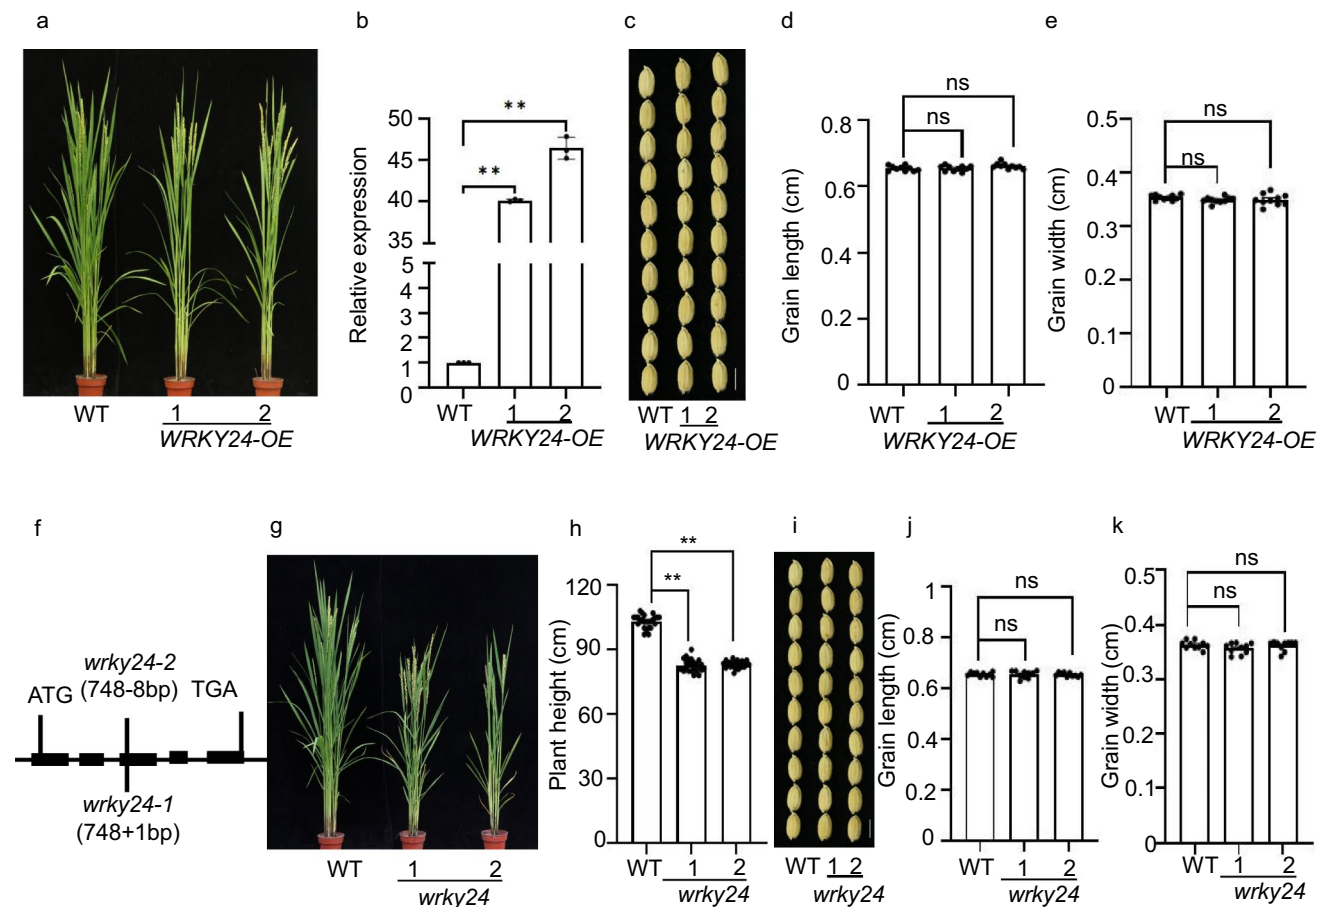 a
WT
1 2
WRKY24-OE
b
Relative expression
50
45
40
35
5
4
3
2
1
0
**
**
WT 1 2
WRKY24-OE
c
WT 1 2
WRKY24-OE
d
Grain length (cm)
0.8
0.6
0.4
0.2
0
ns
ns
WT 1 2
WRKY24-OE
e
Grain width (cm)
0.5
0.4
0.3
0.2
0.1
0
ns
ns
WT 1 2
WRKY24-OE
f
wrky24-2
ATG (748-8bp) TGA
wrky24-1
(748+1bp)
g
WT 1 2
wrky24
h
Plant height (cm)
120
90
60
30
0
**
**
WT 1 2
wrky24
i
WT 1 2
wrky24
j
Grain length (cm)
1
0.8
0.6
0.4
0.2
0
ns
ns
WT 1 2
wrky24
k
Grain width (cm)
0.5
0.4
0.3
0.2
0.1
0
ns
ns
WT 1 2
wrky24